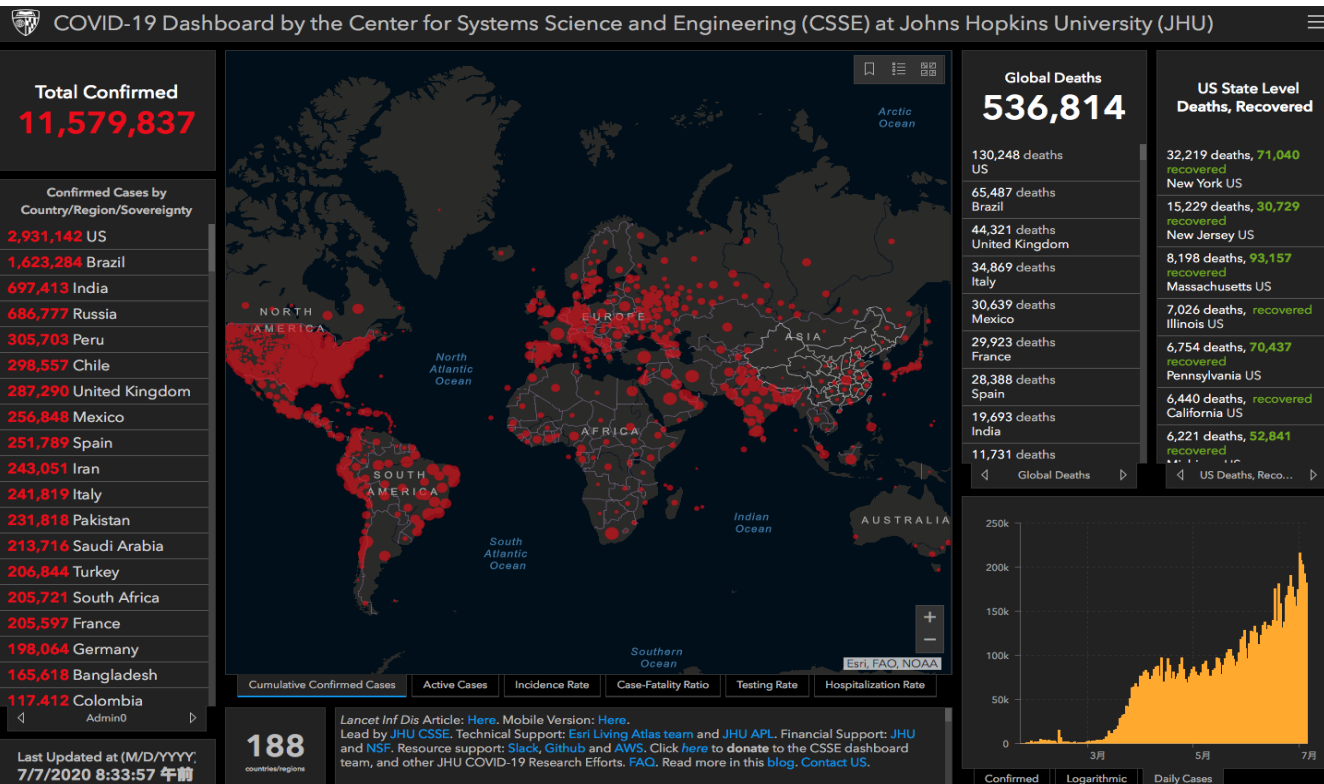 COVID-19 Dashboard by the Center for Systems Science and Engineering (CSSE) at Johns Hopkins University (JHU)
Total Confirmed
11,579,837
Confirmed Cases by
Country/Region/Sovereignty
2,931,142 US
1,623,284 Brazil
697,413 India
686,777 Russia
305,703 Peru
298,557 Chile
287,290 United Kingdom
256,848 Mexico
251,789 Spain
243,051 Iran
241,819 Italy
231,818 Pakistan
213,716 Saudi Arabia
206,844 Turkey
205,721 South Africa
205,597 France
198,064 Germany
165,618 Bangladesh
117,412 Colombia
Admin0
Last Updated at (M/D/YYYY)
7/7/2020 8:33:57 午前
Arctic
Ocean
NORTH
AMERICA
EUROPE
ASIA
North
Atlantic
Ocean
AFRICA
SOUTH
AMERICA
Indian
Ocean
AUSTRALIA
South
Atlantic
Ocean
Southern
Ocean
Esri, FAO, NOAA
Cumulative Confirmed Cases
Active Cases
Incidence Rate
Case-Fatality Ratio
Testing Rate
Hospitalization Rate
188
countries/regions
Lancet Inf Dis Article: Here. Mobile Version: Here.
Lead by JHU CSSE. Technical Support: Esri Living Atlas team and JHU APL. Financial Support: JHU
and NSF. Resource support: Slack, Github and AWS. Click here to donate to the CSSE dashboard
team, and other JHU COVID-19 Research Efforts. FAQ. Read more in this blog. Contact US.
Global Deaths
536,814
130,248 deaths
US
65,487 deaths
Brazil
44,321 deaths
United Kingdom
34,869 deaths
Italy
30,639 deaths
Mexico
29,923 deaths
France
28,388 deaths
Spain
19,693 deaths
India
11,731 deaths
Global Deaths
US State Level
Deaths, Recovered
32,219 deaths, 71,040
recovered
New York US
15,229 deaths, 30,729
recovered
New Jersey US
8,198 deaths, 93,157
recovered
Massachusetts US
7,026 deaths, recovered
Illinois US
6,754 deaths, 70,437
recovered
Pennsylvania US
6,440 deaths, recovered
California US
6,221 deaths, 52,841
recovered
US Deaths, Reco...
250k
200k
150k
100k
50k
0
3月
5月
7月
Confirmed
Logarithmic
Daily Cases